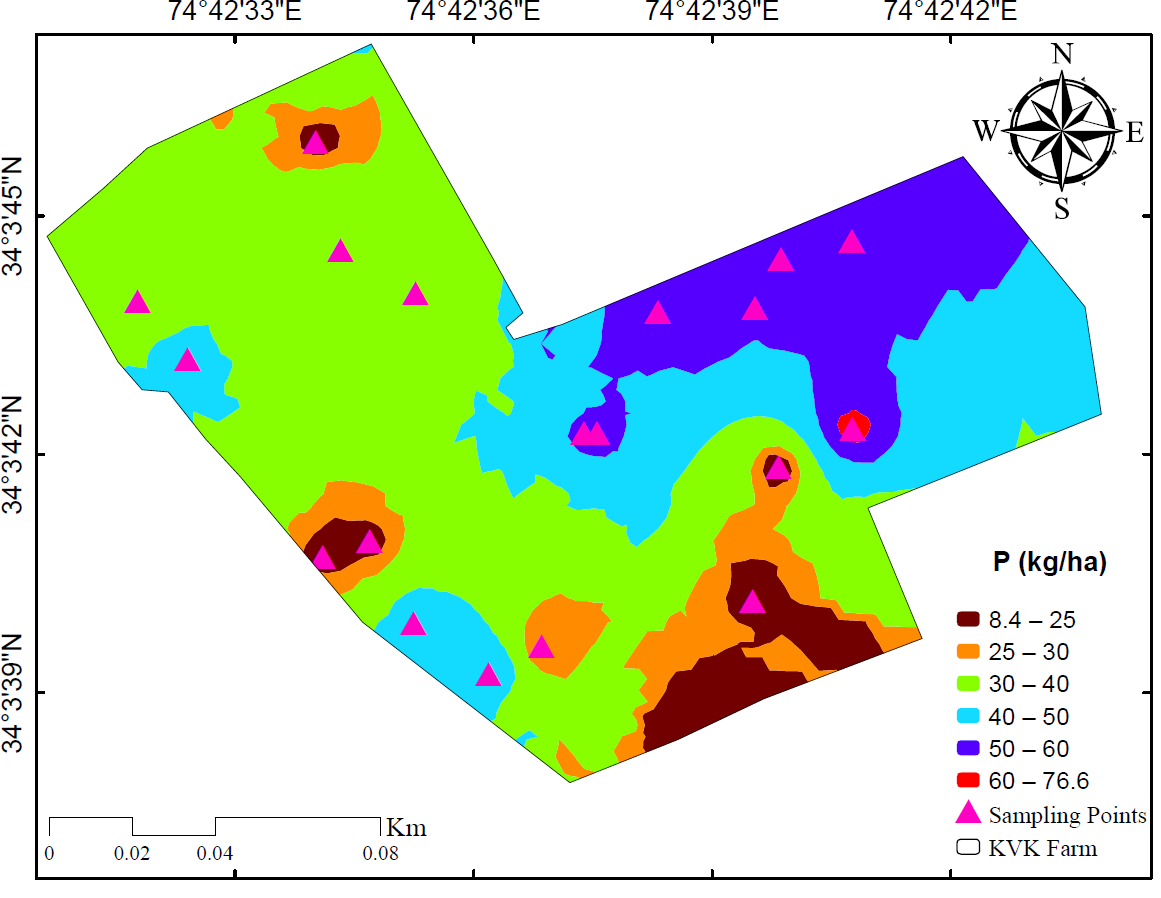 74°42'33"E 74°42'36"E 74°42'39"E 74°42'42"E
N
W E
S
34°3'45"N
34°3'42"N
34°3'39"N
P (kg/ha)
8.4 – 25
25 – 30
30 – 40
40 – 50
50 – 60
60 – 76.6
Sampling Points
KVK Farm
Km
0 0.02 0.04 0.08